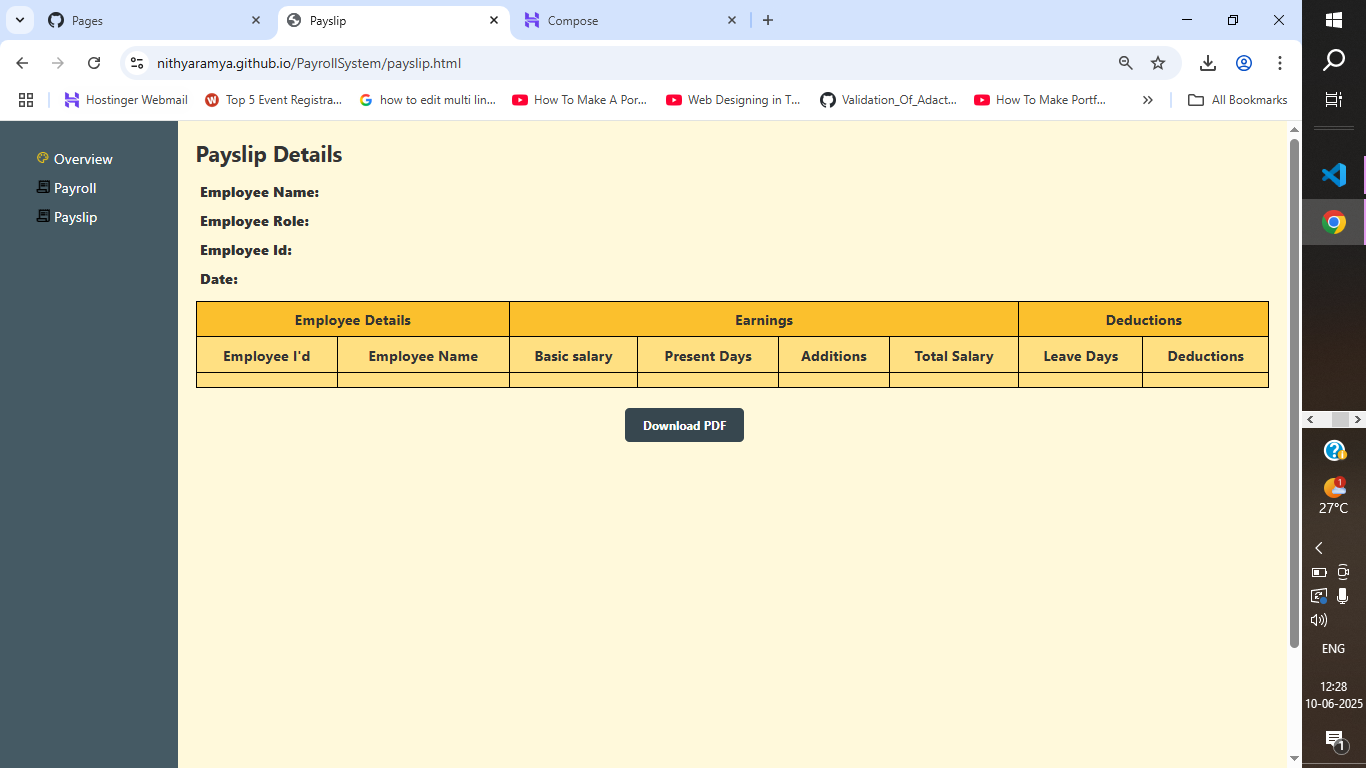 Pages
Payslip
Compose
nithyaramya.github.io/PayrollSystem/payslip.html
Hostinger Webmail
Top 5 Event Registra...
how to edit multi lin...
How To Make A Por...
Web Designing in T...
Validation_Of_Adact...
How To Make Portf...
All Bookmarks
Overview
Payroll
Payslip
Payslip Details
Employee Name:
Employee Role:
Employee Id:
Date:
Employee Details Earnings Deductions
Employee I'd Employee Name Basic salary Present Days Additions Total Salary Leave Days Deductions
Download PDF
1
27°C
ENG
12:28
10-06-2025
1